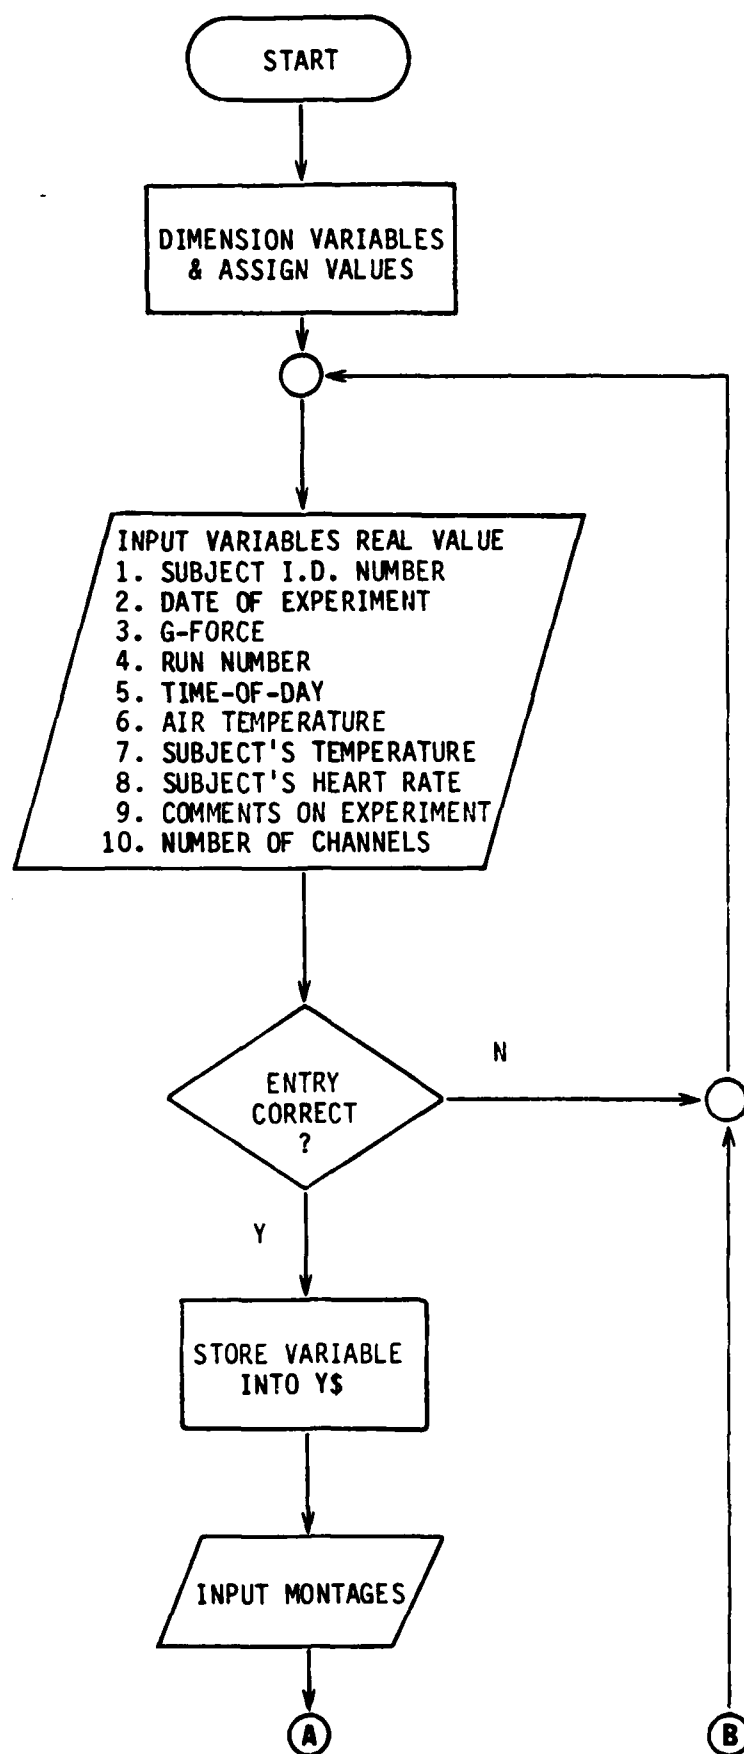 START
DIMENSION VARIABLES
& ASSIGN VALUES
INPUT VARIABLES REAL VALUE
1. SUBJECT I.D. NUMBER
2. DATE OF EXPERIMENT
3. G-FORCE
4. RUN NUMBER
5. TIME-OF-DAY
6. AIR TEMPERATURE
7. SUBJECT'S TEMPERATURE
8. SUBJECT'S HEART RATE
9. COMMENTS ON EXPERIMENT
10. NUMBER OF CHANNELS
ENTRY
CORRECT
?
N
Y
STORE VARIABLE
INTO Y$
INPUT MONTAGES
A
B